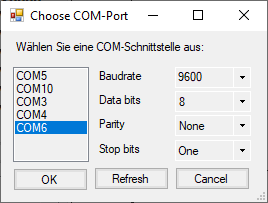 Choose COM-Port
Wählen Sie eine COM-Schnittstelle aus:
COM5
COM10
COM3
COM4
COM6
Baudrate 9600
Data bits 8
Parity None
Stop bits One
OK Refresh Cancel